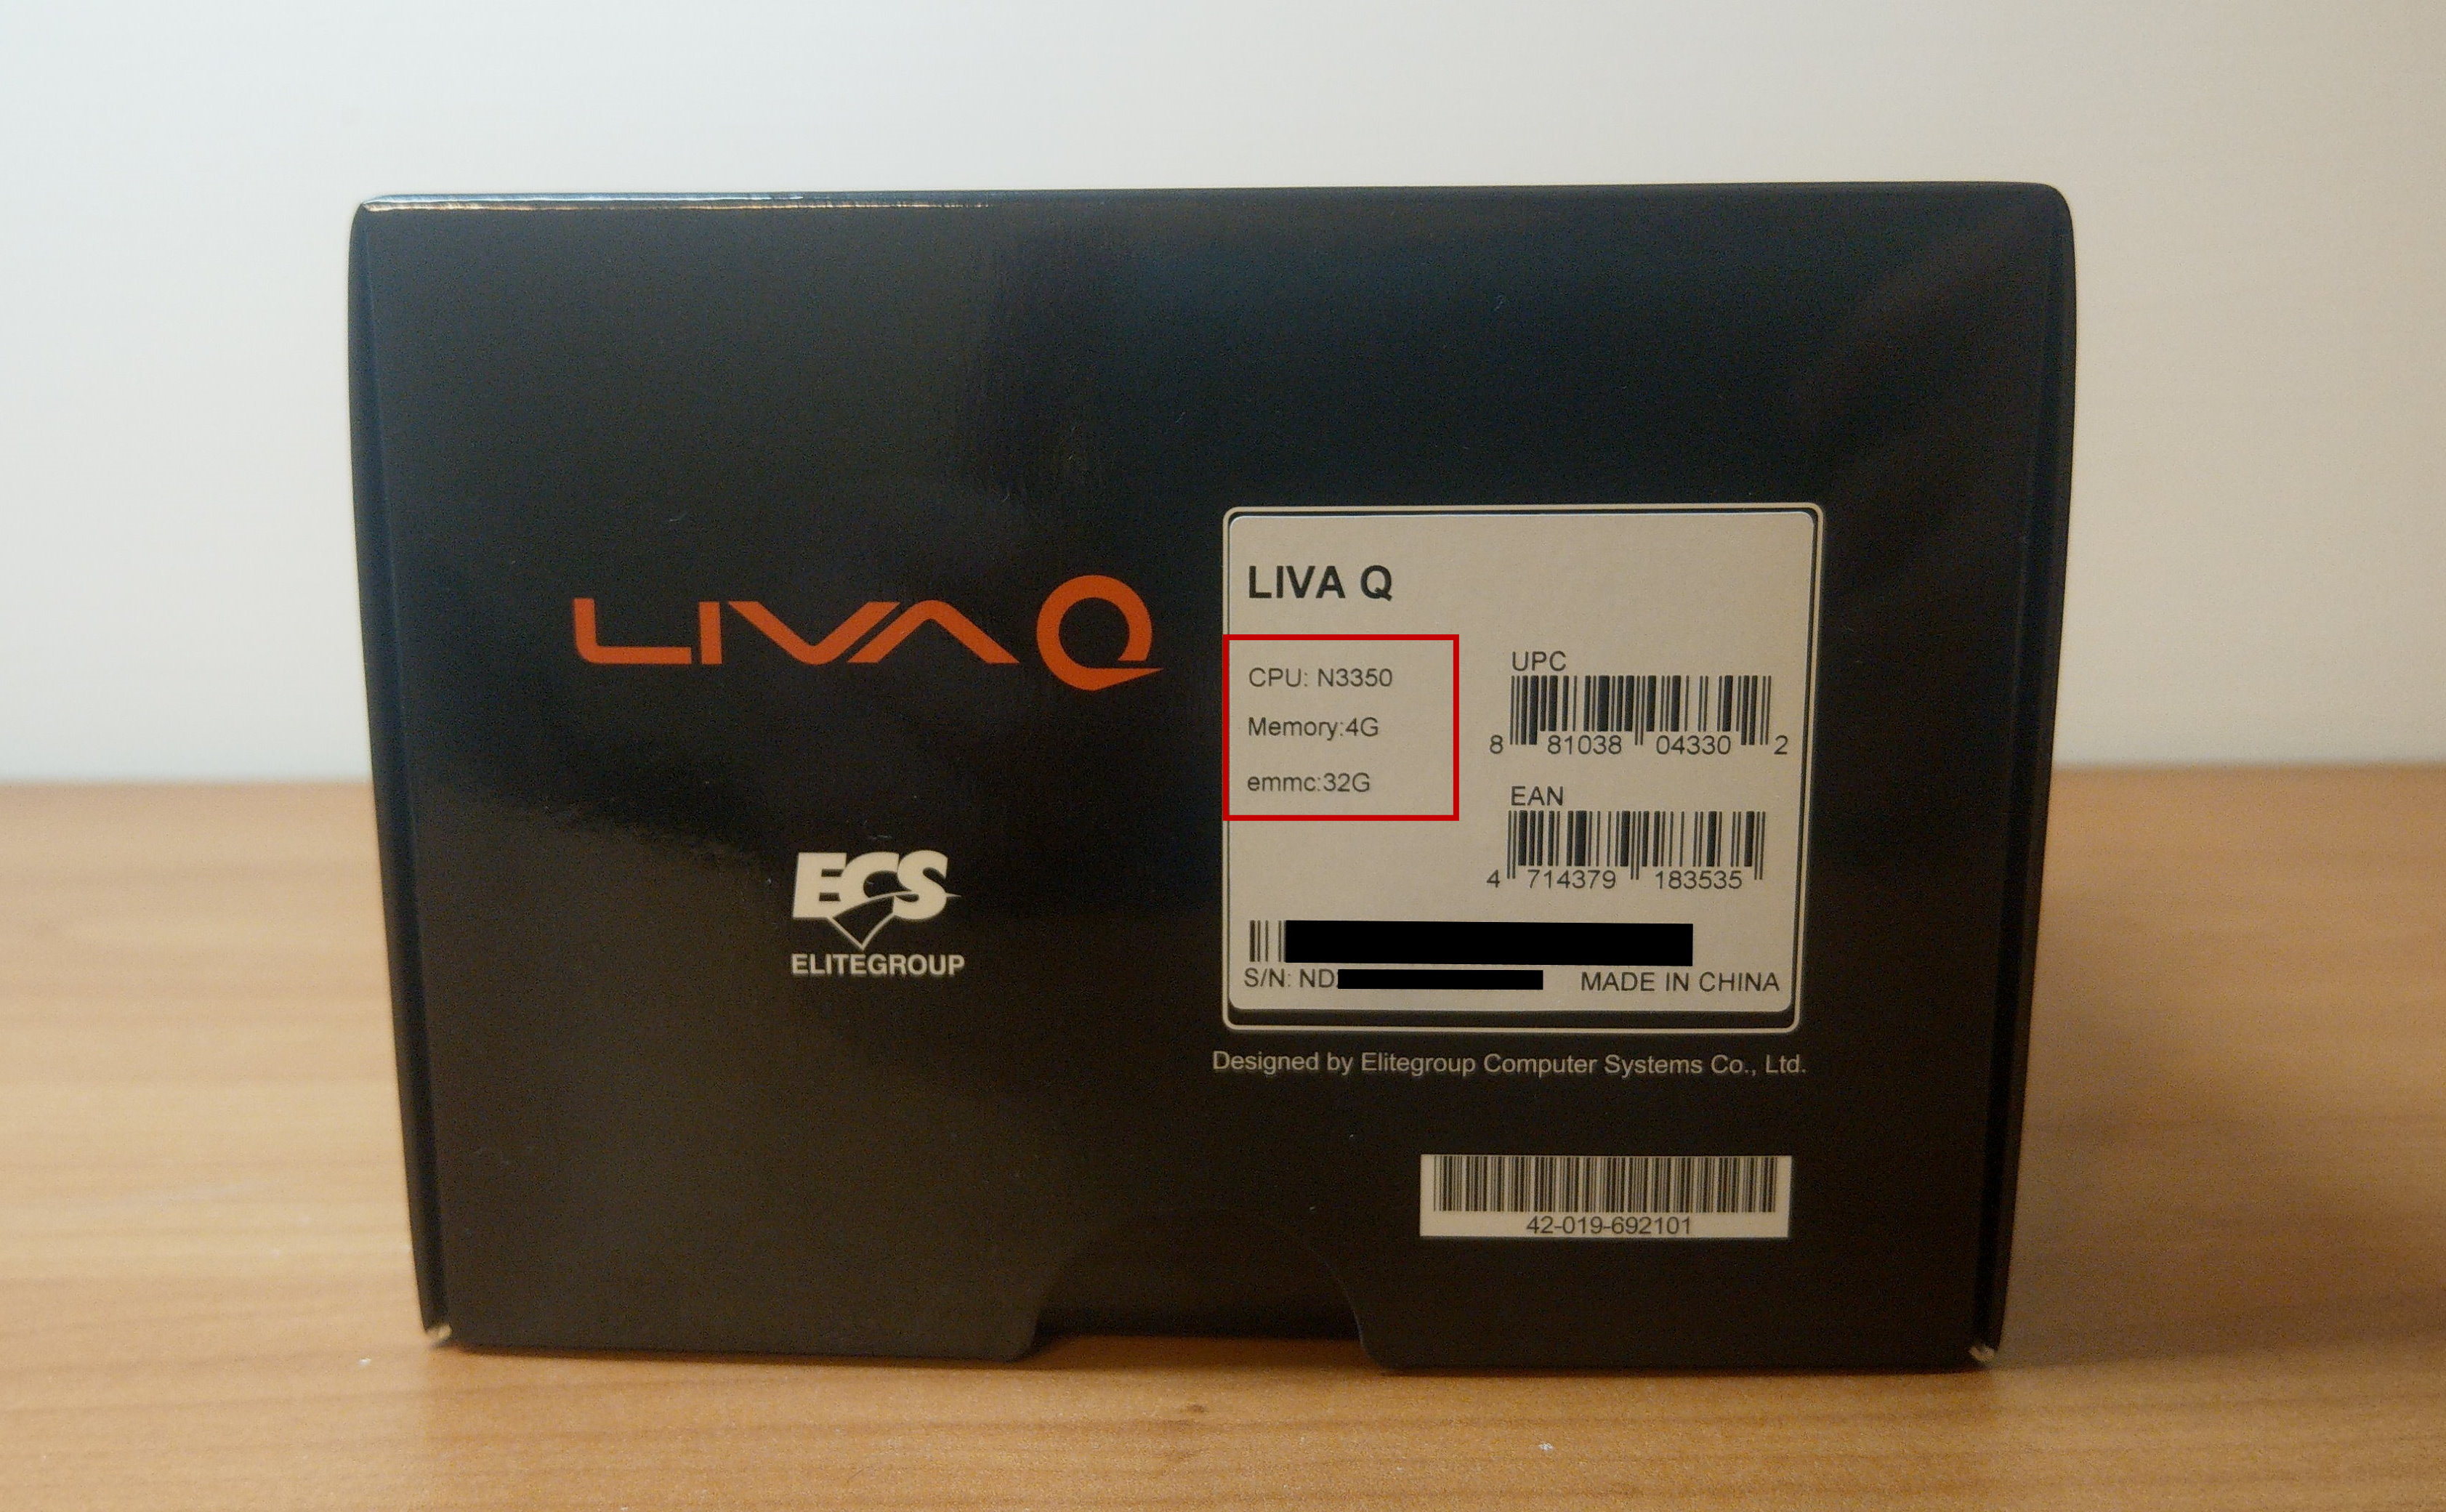 LIVA Q
ECS
ELITEGROUP
LIVA Q
CPU: N3350
Memory:4G
emmc:32G
UPC
8 81038 04330 2
EAN
4 714379 183535
S/N: ND
MADE IN CHINA
Designed by Elitegroup Computer Systems Co., Ltd.
42-019-692101